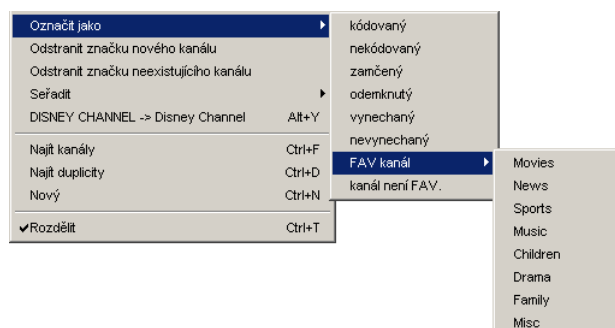 Označit jako
Odstranit značku nového kanálu
Odstranit značku neexistujícího kanálu
Seřadit
DISNEY CHANNEL -> Disney Channel Alt+Y
Najít kanály Ctrl+F
Najít duplicity Ctrl+D
Nový Ctrl+N
Rozdělit Ctrl+T
kódovaný
nekódovaný
zamčený
odemknutý
vynechaný
nevynechaný
FAV kanál
kanál není FAV.
Movies
News
Sports
Music
Children
Drama
Family
Misc